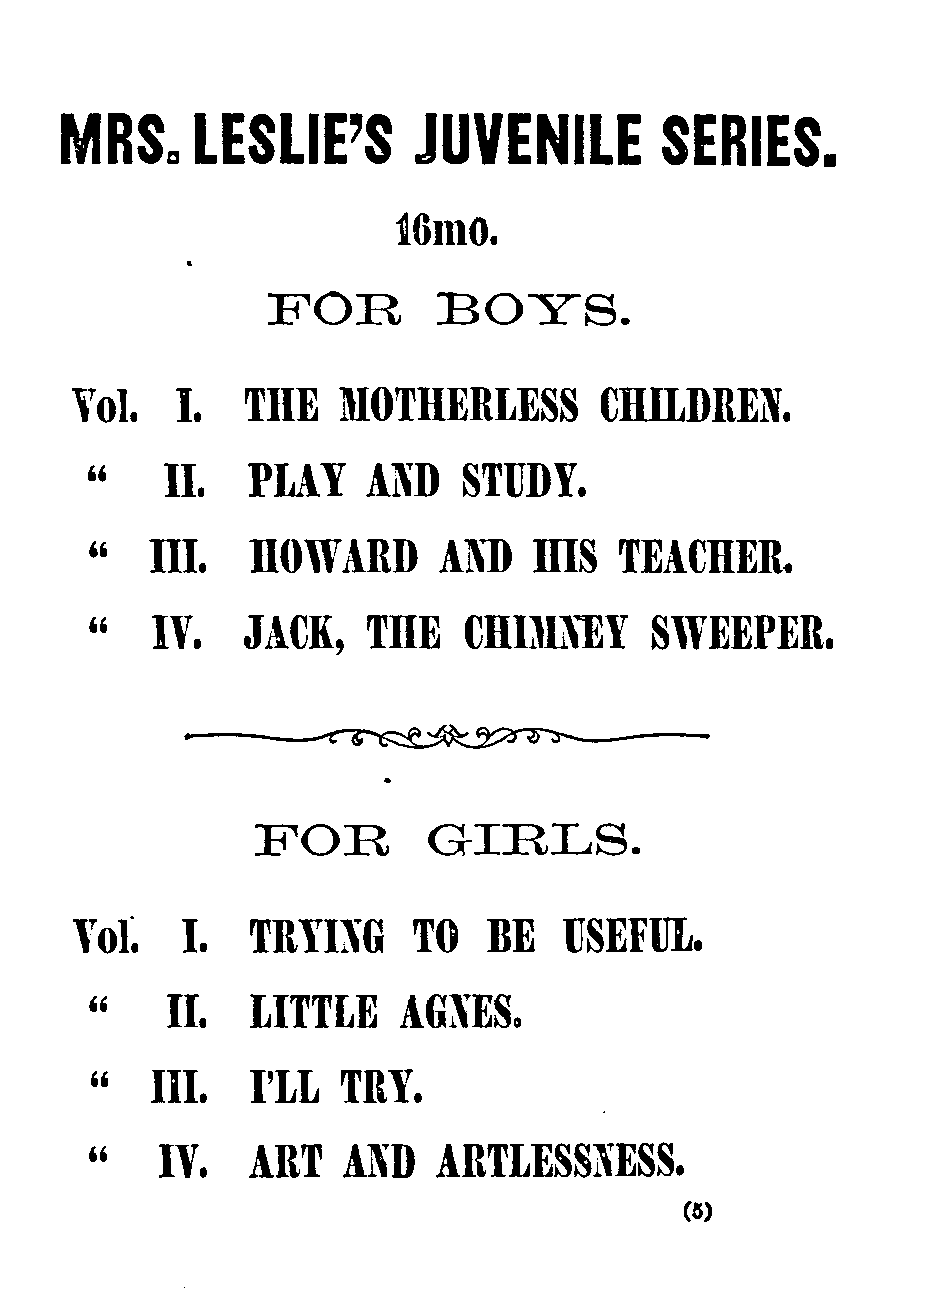 MRS. LESLIE'S JUVENILE SERIES.
16mo.
FOR BOYS.
Vol. I. THE MOTHERLESS CHILDREN.
“ II. PLAY AND STUDY.
“ III. HOWARD AND HIS TEACHER.
“ IV. JACK, THE CHIMNEY SWEEPER.
FOR GIRLS.
Vol. I. TRYING TO BE USEFUL.
“ II. LITTLE AGNES.
“ III. I'LL TRY.
“ IV. ART AND ARTLESSNESS.
(5)